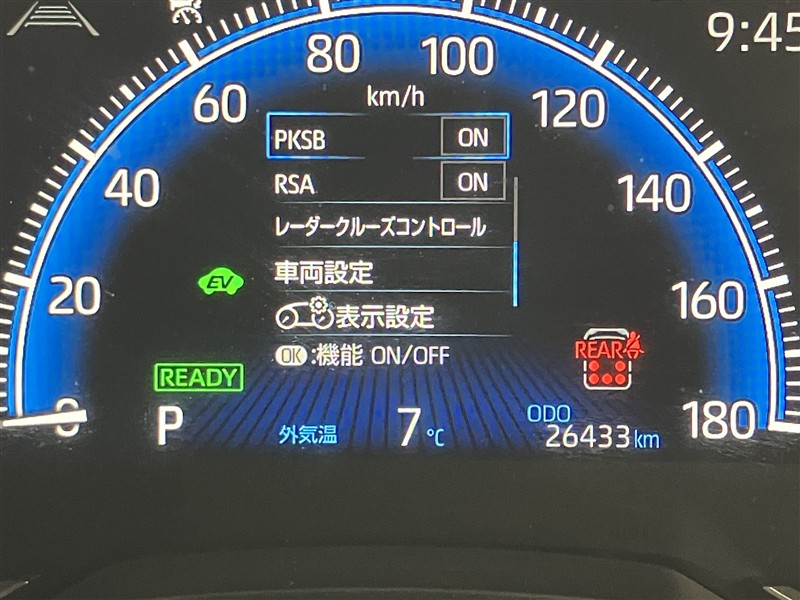 9:45
80 100
60 km/h 120
PKSB ON
40 RSA ON 140
レーダークルーズコントロール
EV 車両設定
20 160
表示設定
REAR
OK:機能 ON/OFF
READY
0 P 外気温 7℃ ODO 26433km 180